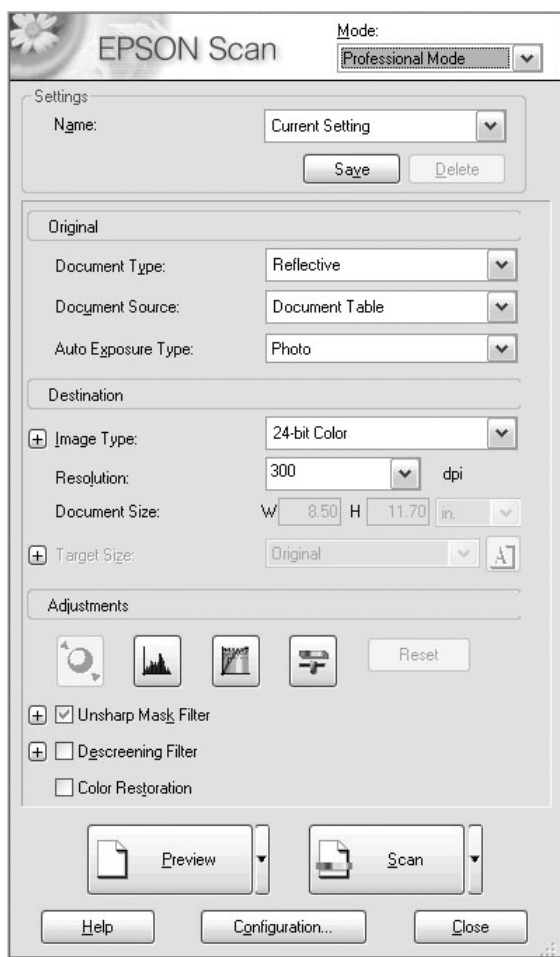 EPSON Scan
Mode:
Professional Mode
Settings
Name:
Current Setting
Save
Delete
Original
Document Type:
Reflective
Document Source:
Document Table
Auto Exposure Type:
Photo
Destination
Image Type:
24-bit Color
Resolution:
300
dpi
Document Size:
W 8.50 H 11.70 in.
Target Size:
Original
A
Adjustments
Reset
Unsharp Mask Filter
Descreening Filter
Color Restoration
Preview
Scan
Help
Configuration...
Close